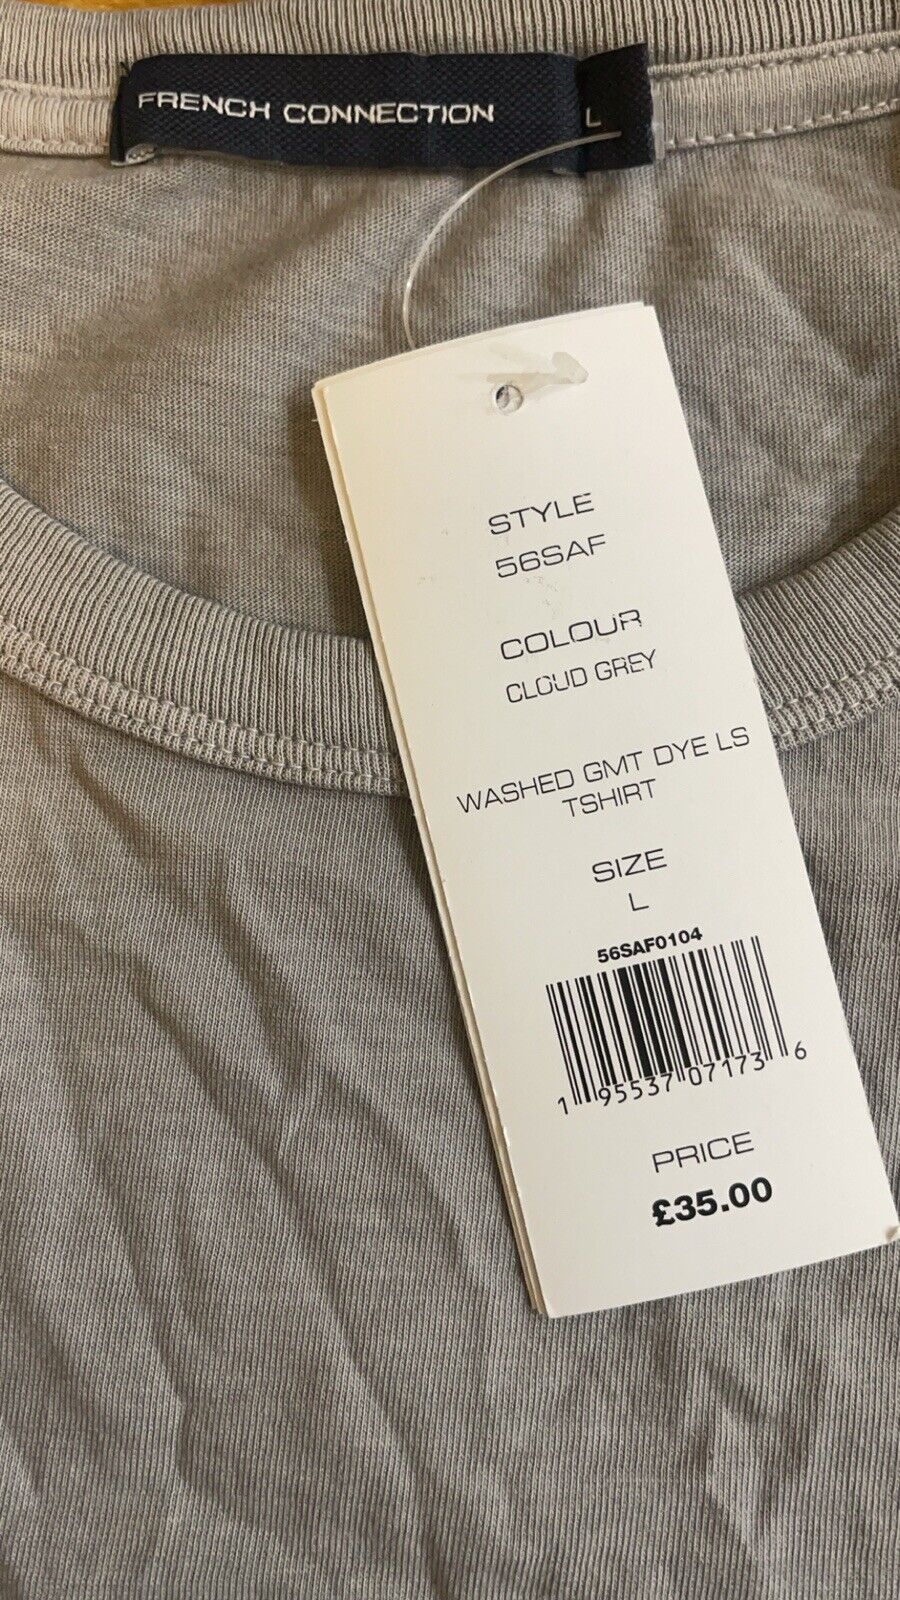 FRENCH CONNECTION
L
STYLE
56SAF
COLOUR
CLOUD GREY
WASHED GMT DYE LS
TSHIRT
SIZE
L
56SAF0104
1 95537 07173 6
PRICE
£35.00